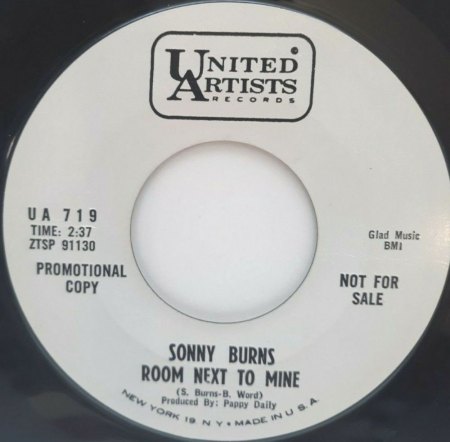 UNITED
ARTISTS
RECORDS
UA 719
TIME: 2:37
ZTSP 91130
PROMOTIONAL
COPY
Glad Music
BMI
NOT FOR
SALE
SONNY BURNS
ROOM NEXT TO MINE
(S. Burns-B. Word)
Produced By: Pappy Daily
NEW YORK 19 N Y • MADE IN U.S.A.